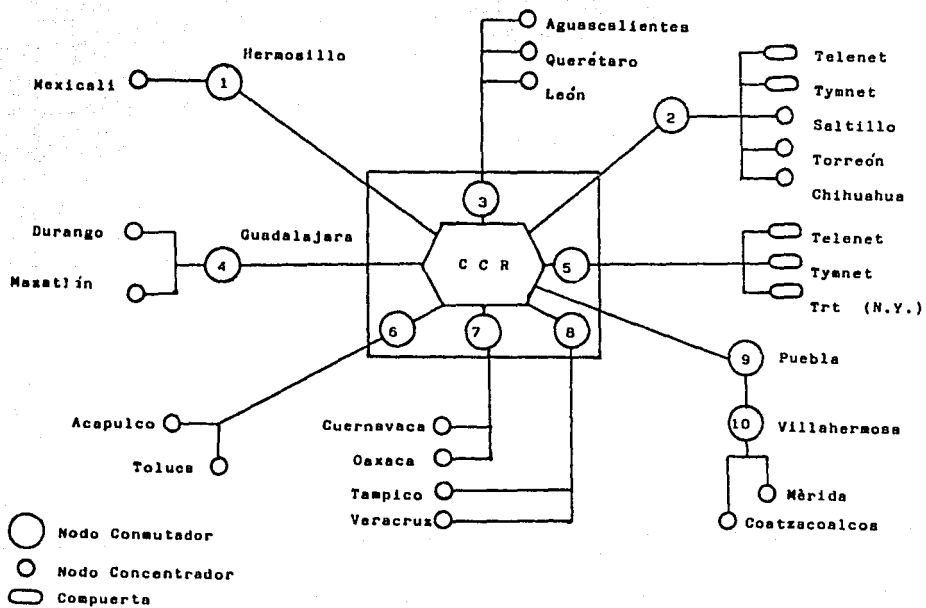 Aguascalientes
Hermosillo
Querétaro
León
Mexicali
1
2
Telenet
Tymnet
Saltillo
Torreón
Chihuahua
3
Durango
Guadalajara
4
Mazatlín
C C R
5
Telenet
Tymnet
Trt (N.Y.)
6
7
8
9
Puebla
Acapulco
Toluca
Cuernavaca
Oaxaca
Tampico
Veracruz
10
Villahermosa
Mèrida
Coatzacoalcos
Nodo Conmutador
Nodo Concentrador
Compuerta